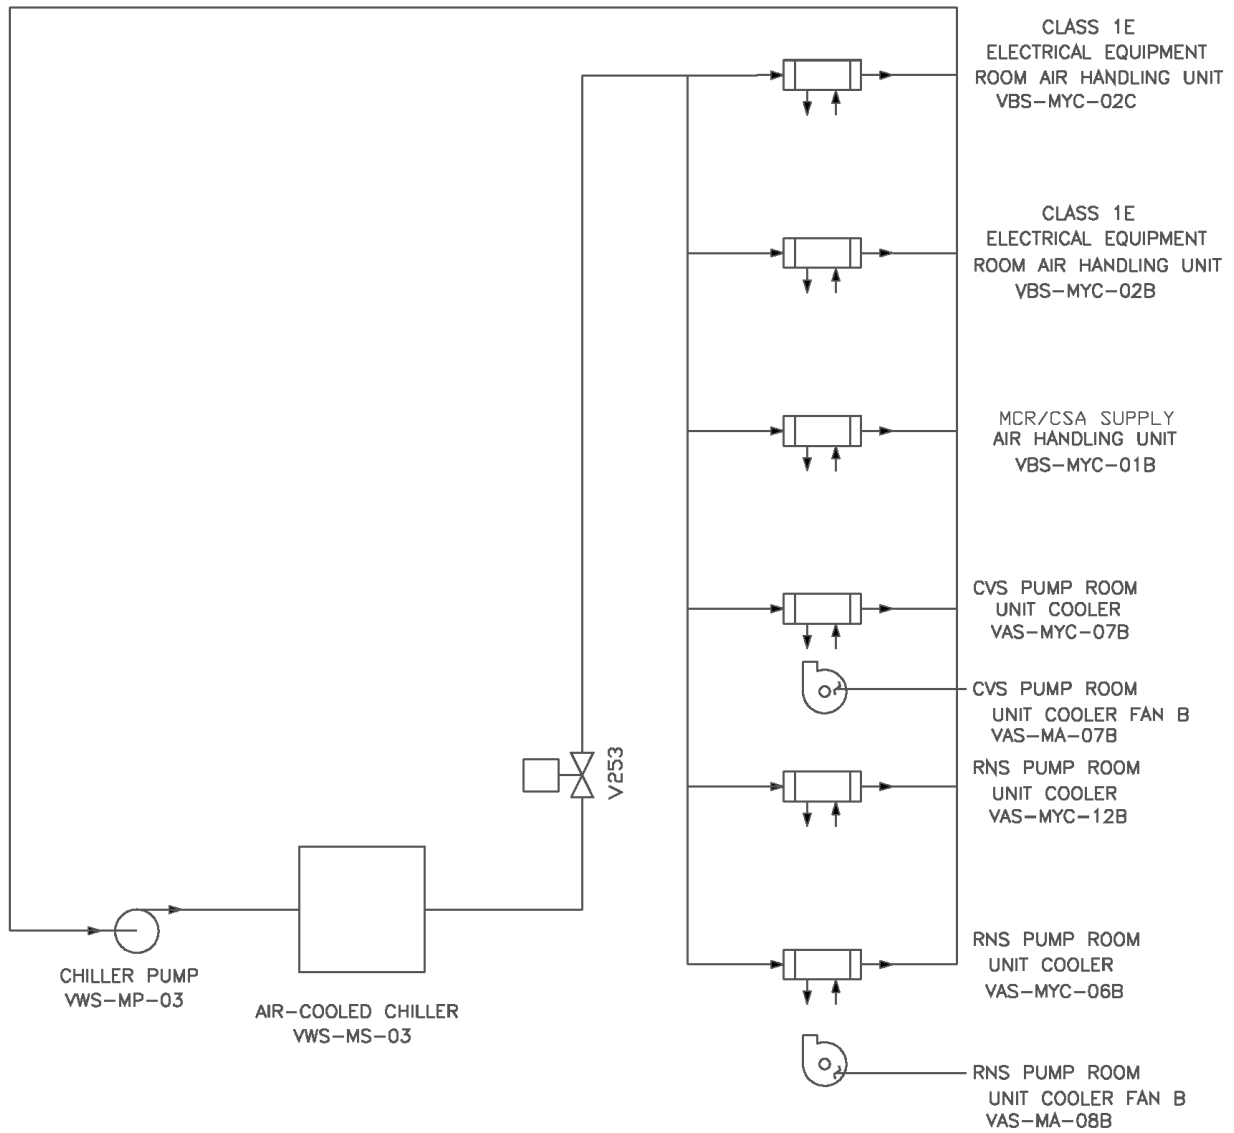 CLASS 1E
ELECTRICAL EQUIPMENT
ROOM AIR HANDLING UNIT
VBS-MYC-02C
CLASS 1E
ELECTRICAL EQUIPMENT
ROOM AIR HANDLING UNIT
VBS-MYC-02B
MCR/CSA SUPPLY
AIR HANDLING UNIT
VBS-MYC-01B
CVS PUMP ROOM
UNIT COOLER
VAS-MYC-07B
CVS PUMP ROOM
UNIT COOLER FAN B
VAS-MA-07B
V253
RNS PUMP ROOM
UNIT COOLER
VAS-MYC-12B
RNS PUMP ROOM
UNIT COOLER
VAS-MYC-06B
CHILLER PUMP
VWS-MP-03
AIR-COOLED CHILLER
VWS-MS-03
RNS PUMP ROOM
UNIT COOLER FAN B
VAS-MA-08B